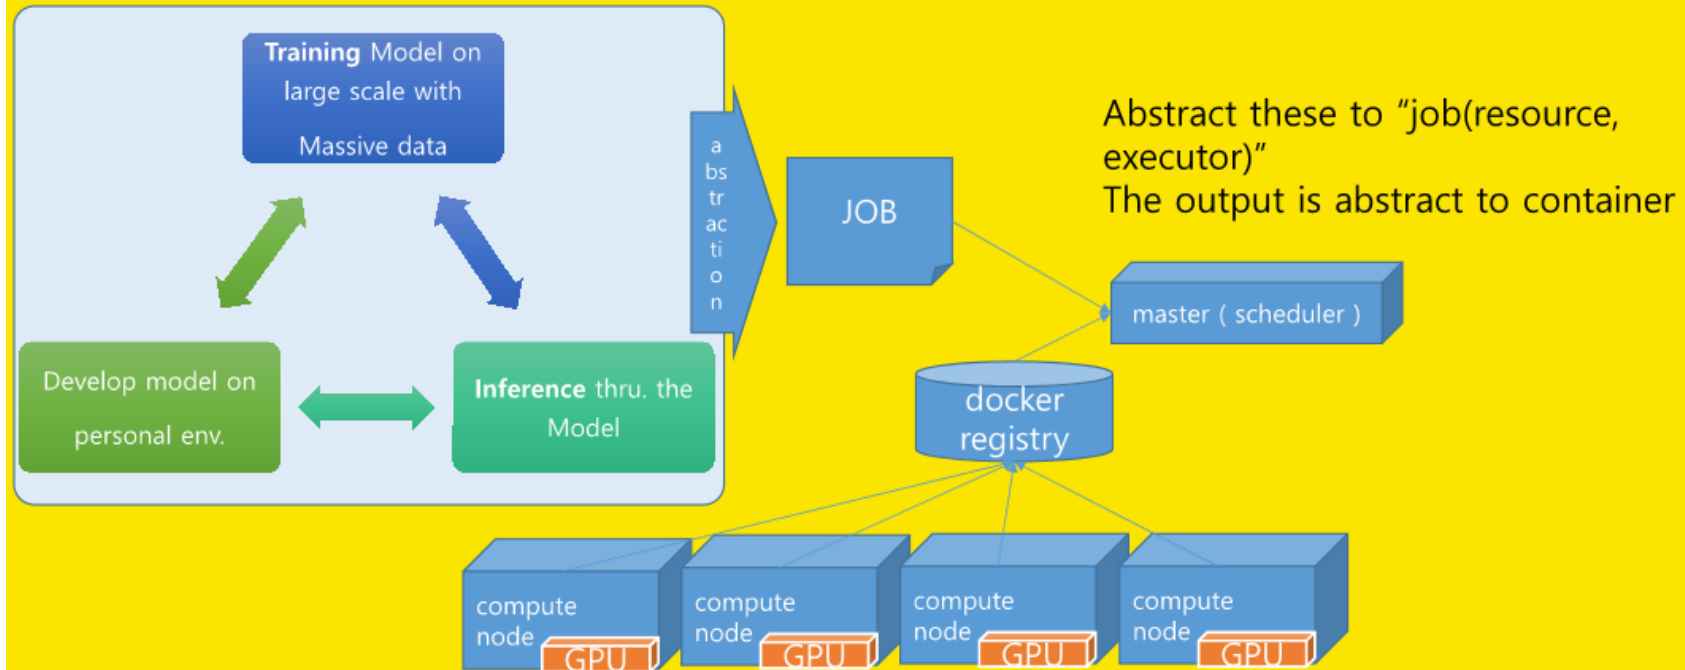 Training Model on
large scale with
Massive data
Develop model on
personal env.
Inference thru. the
Model
a
bs
tr
ac
ti
o
n
JOB
Abstract these to “job(resource,
executor)”
The output is abstract to container
master ( scheduler )
docker
registry
compute
node
GPU
compute
node
GPU
compute
node
GPU
compute
node
GPU